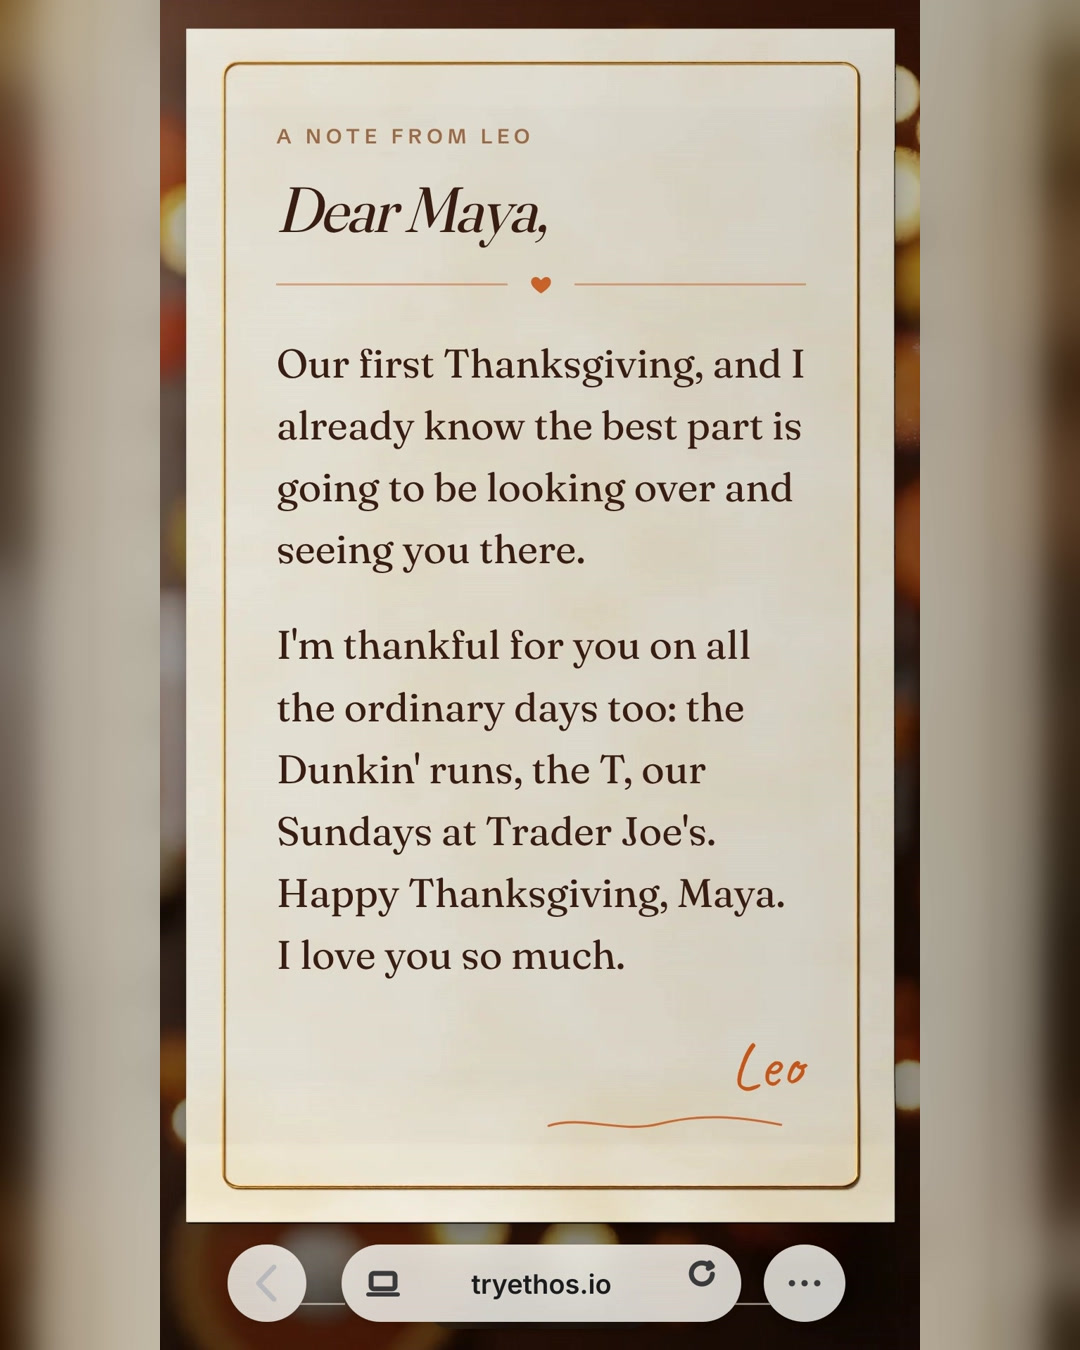 A NOTE FROM LEO
Dear Maya,
Our first Thanksgiving, and I
already know the best part is
going to be looking over and
seeing you there.
I'm thankful for you on all
the ordinary days too: the
Dunkin' runs, the T, our
Sundays at Trader Joe's.
Happy Thanksgiving, Maya.
I love you so much.
Leo
tryethos.io